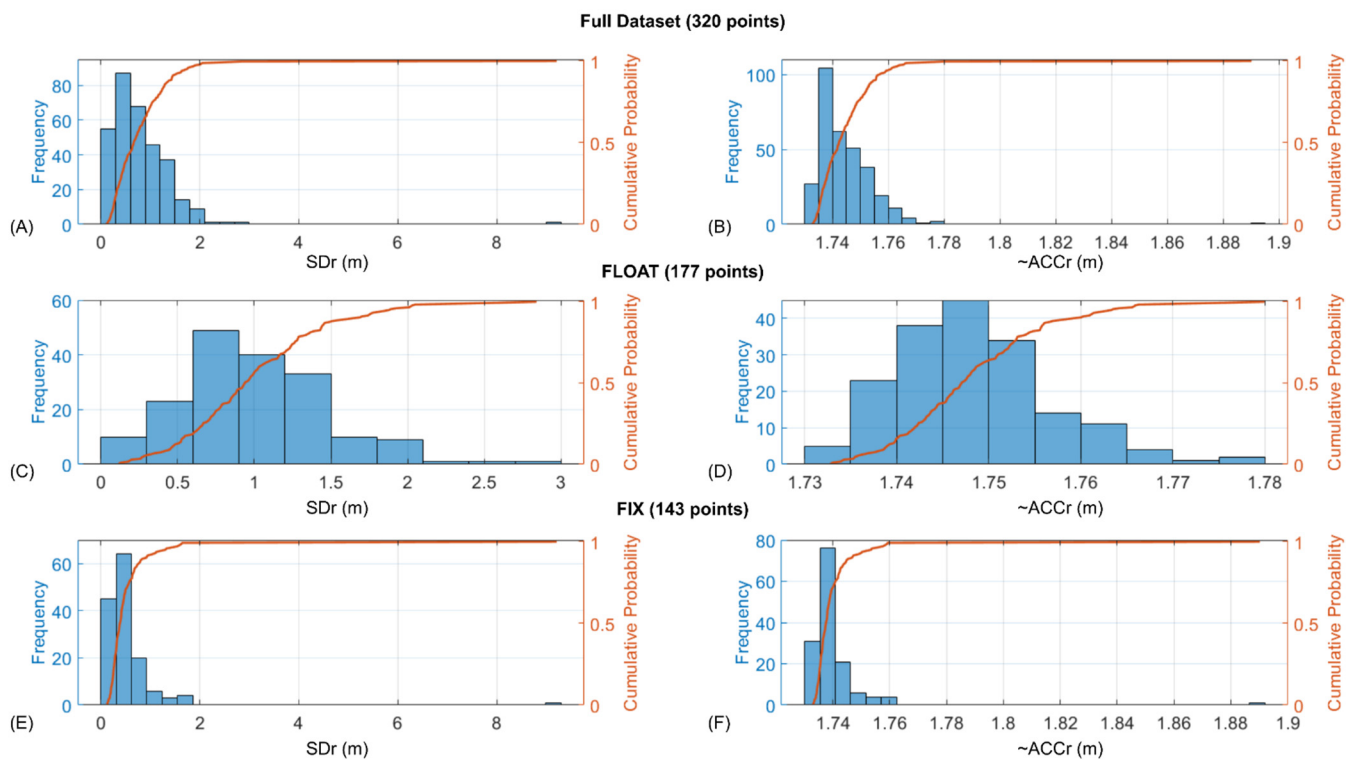 Full Dataset (320 points)
Frequency
80
60
40
20
0
0 2 4 6 8
SDr (m)
1
0.5
0
Cumulative Probability
(A)
Frequency
100
50
0
1.74 1.76 1.78 1.8 1.82 1.84 1.86 1.88 1.9
~ACCr (m)
1
0.5
0
Cumulative Probability
(B)
FLOAT (177 points)
Frequency
60
40
20
0
0 0.5 1 1.5 2 2.5 3
SDr (m)
1
0.5
0
Cumulative Probability
(C)
Frequency
40
30
20
10
0
1.73 1.74 1.75 1.76 1.77 1.78
~ACCr (m)
1
0.5
0
Cumulative Probability
(D)
FIX (143 points)
Frequency
60
40
20
0
0 2 4 6 8
SDr (m)
1
0.5
0
Cumulative Probability
(E)
Frequency
80
60
40
20
0
1.74 1.76 1.78 1.8 1.82 1.84 1.86 1.88 1.9
~ACCr (m)
1
0.5
0
Cumulative Probability
(F)